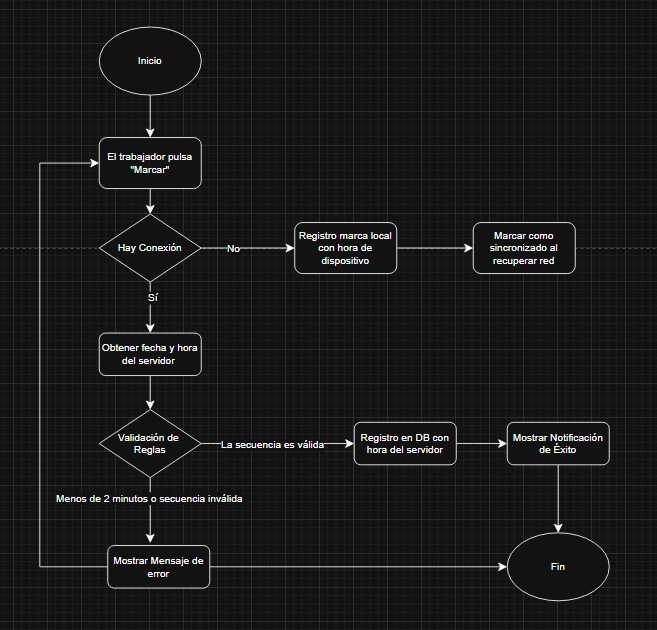 Inicio
El trabajador pulsa
"Marcar"
Hay Conexión
No
Registro marca local
con hora de
dispositivo
Marcar como
sincronizado al
recuperar red
Sí
Obtener fecha y hora
del servidor
Validación de
Reglas
La secuencia es válida
Registro en DB con
hora del servidor
Mostrar Notificación
de Éxito
Menos de 2 minutos o secuencia inválida
Mostrar Mensaje de
error
Fin